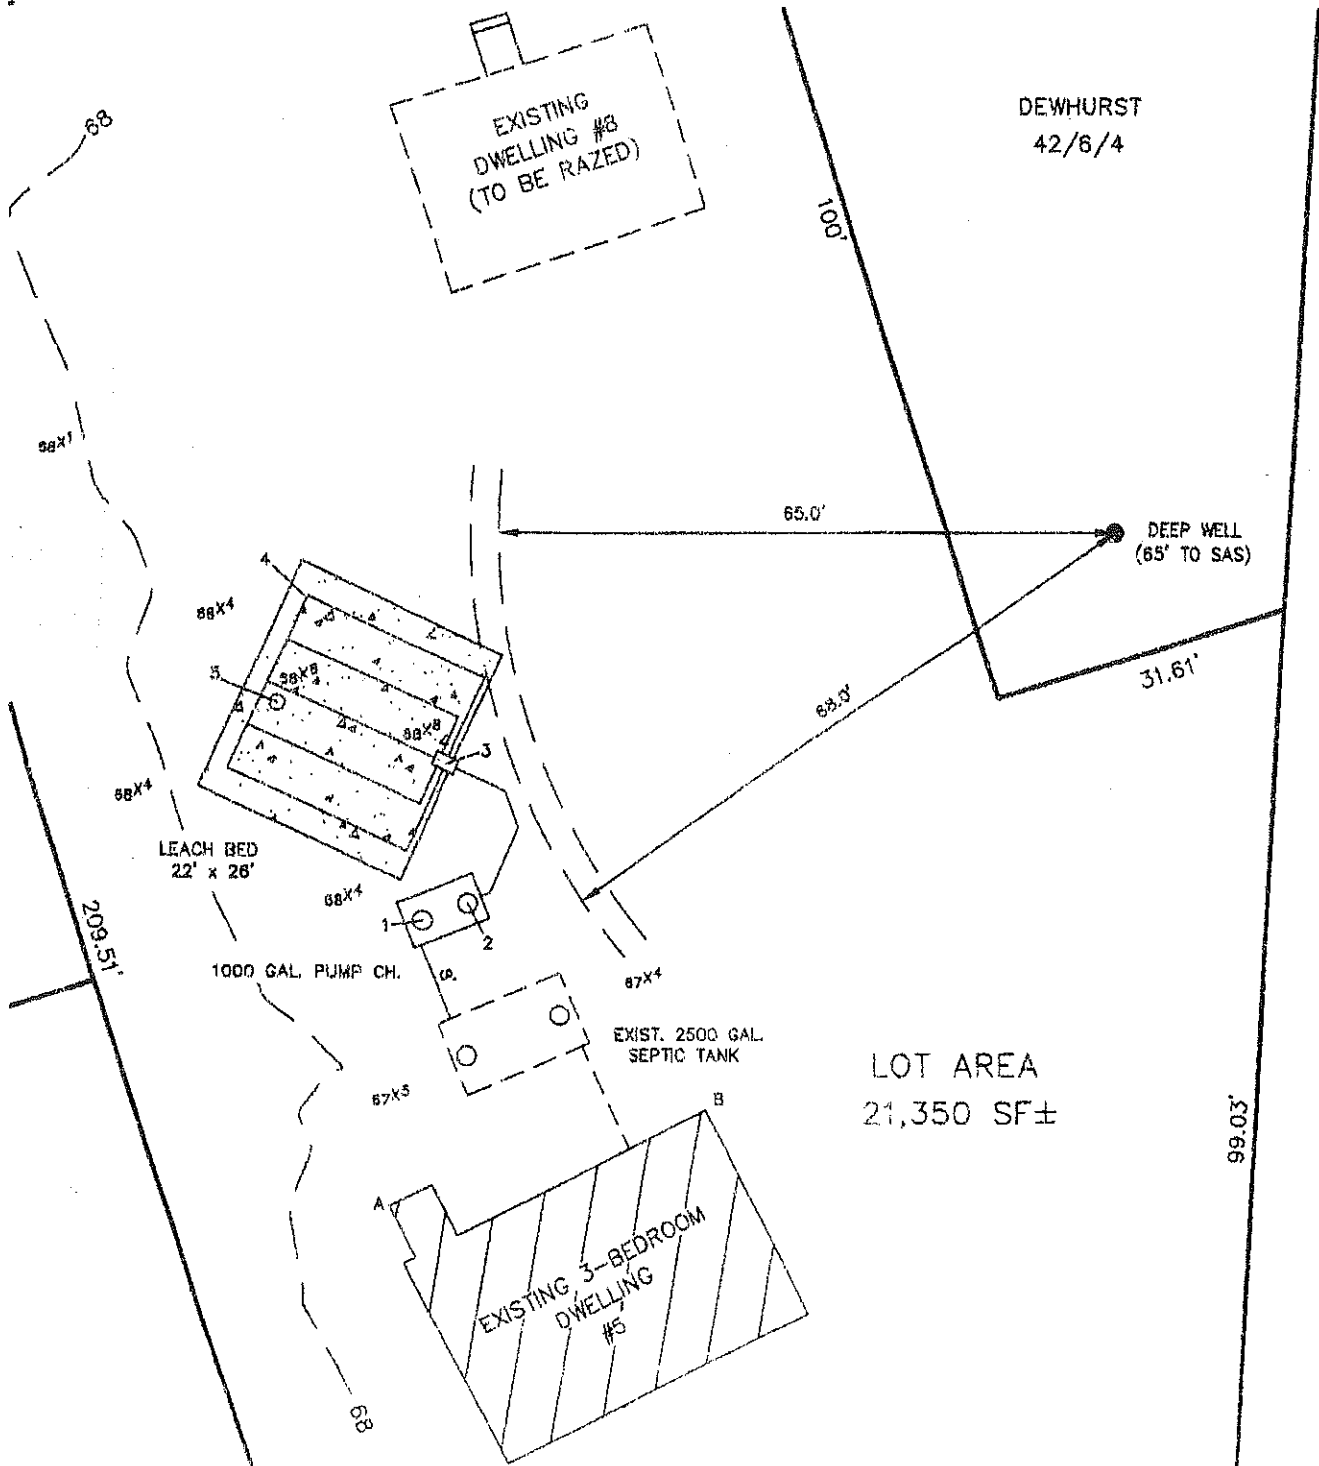 68
EXISTING
DWELLING #8
(TO BE RAZED)
DEWHURST
42/6/4
100'
68X1
65.0'
DEEP WELL
(65' TO SAS)
4
68X4
5
68X8
68X8
3
31.61'
68.0'
68X4
LEACH BED
22' x 26'
68X4
1
2
209.51'
1000 GAL. PUMP CH.
67X4
EXIST. 2500 GAL.
SEPTIC TANK
LOT AREA
21,350 SF±
67X5
B
A
99.03'
EXISTING 3-BEDROOM
DWELLING
#5
68